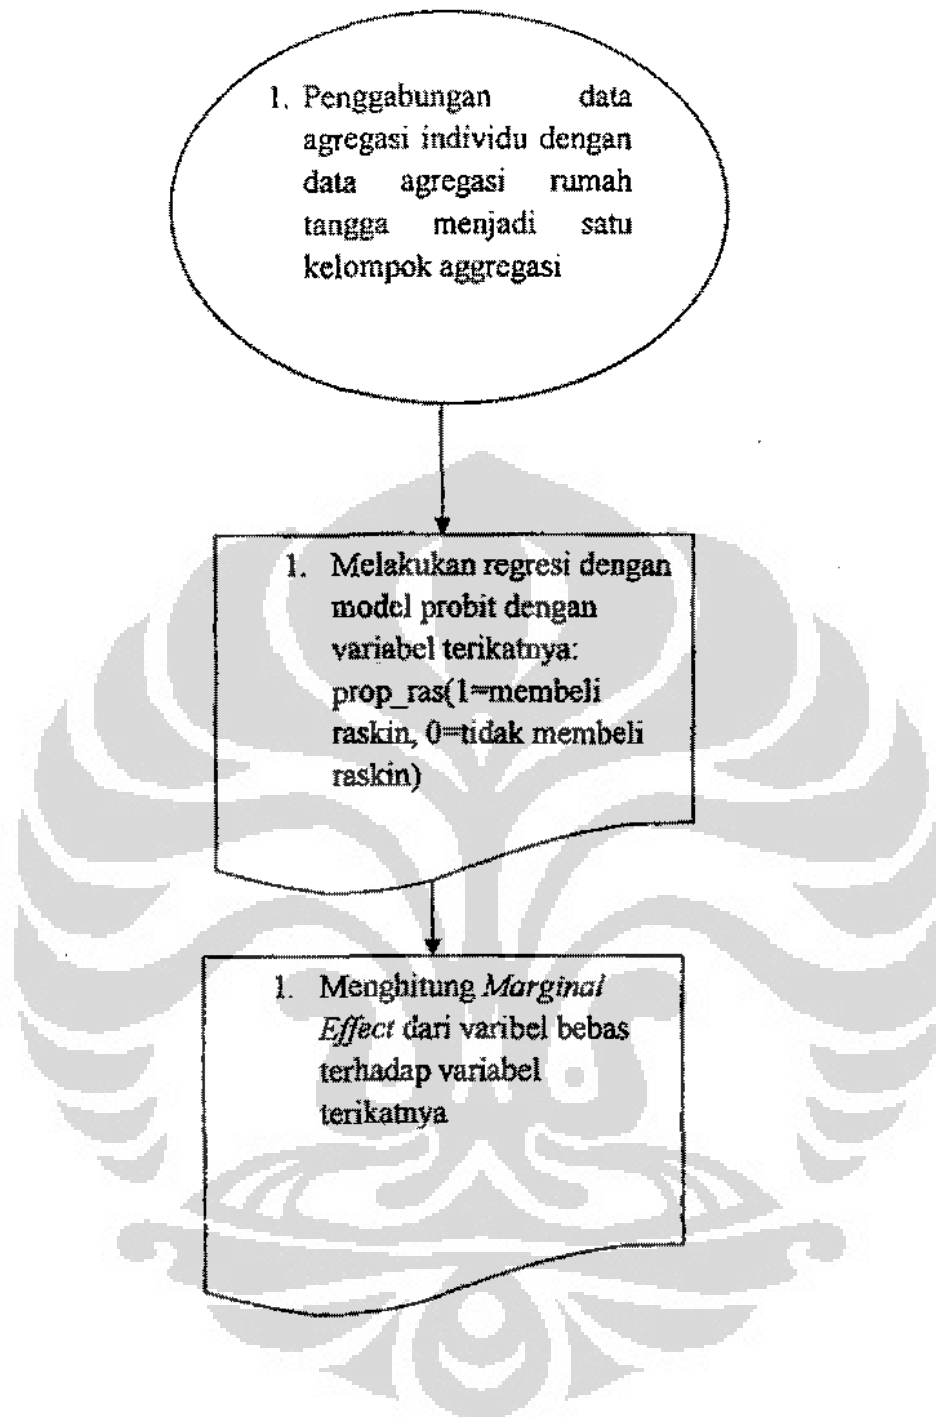 1. Penggabungan data
agregasi individu dengan
data agregasi rumah
tangga menjadi satu
kelompok aggregasi
1. Melakukan regresi dengan
model probit dengan
variabel terikatnya:
prop_ras(1=membeli
raskin, 0=tidak membeli
raskin)
1. Menghitung Marginal
Effect dari varibel bebas
terhadap variabel
terikatnya